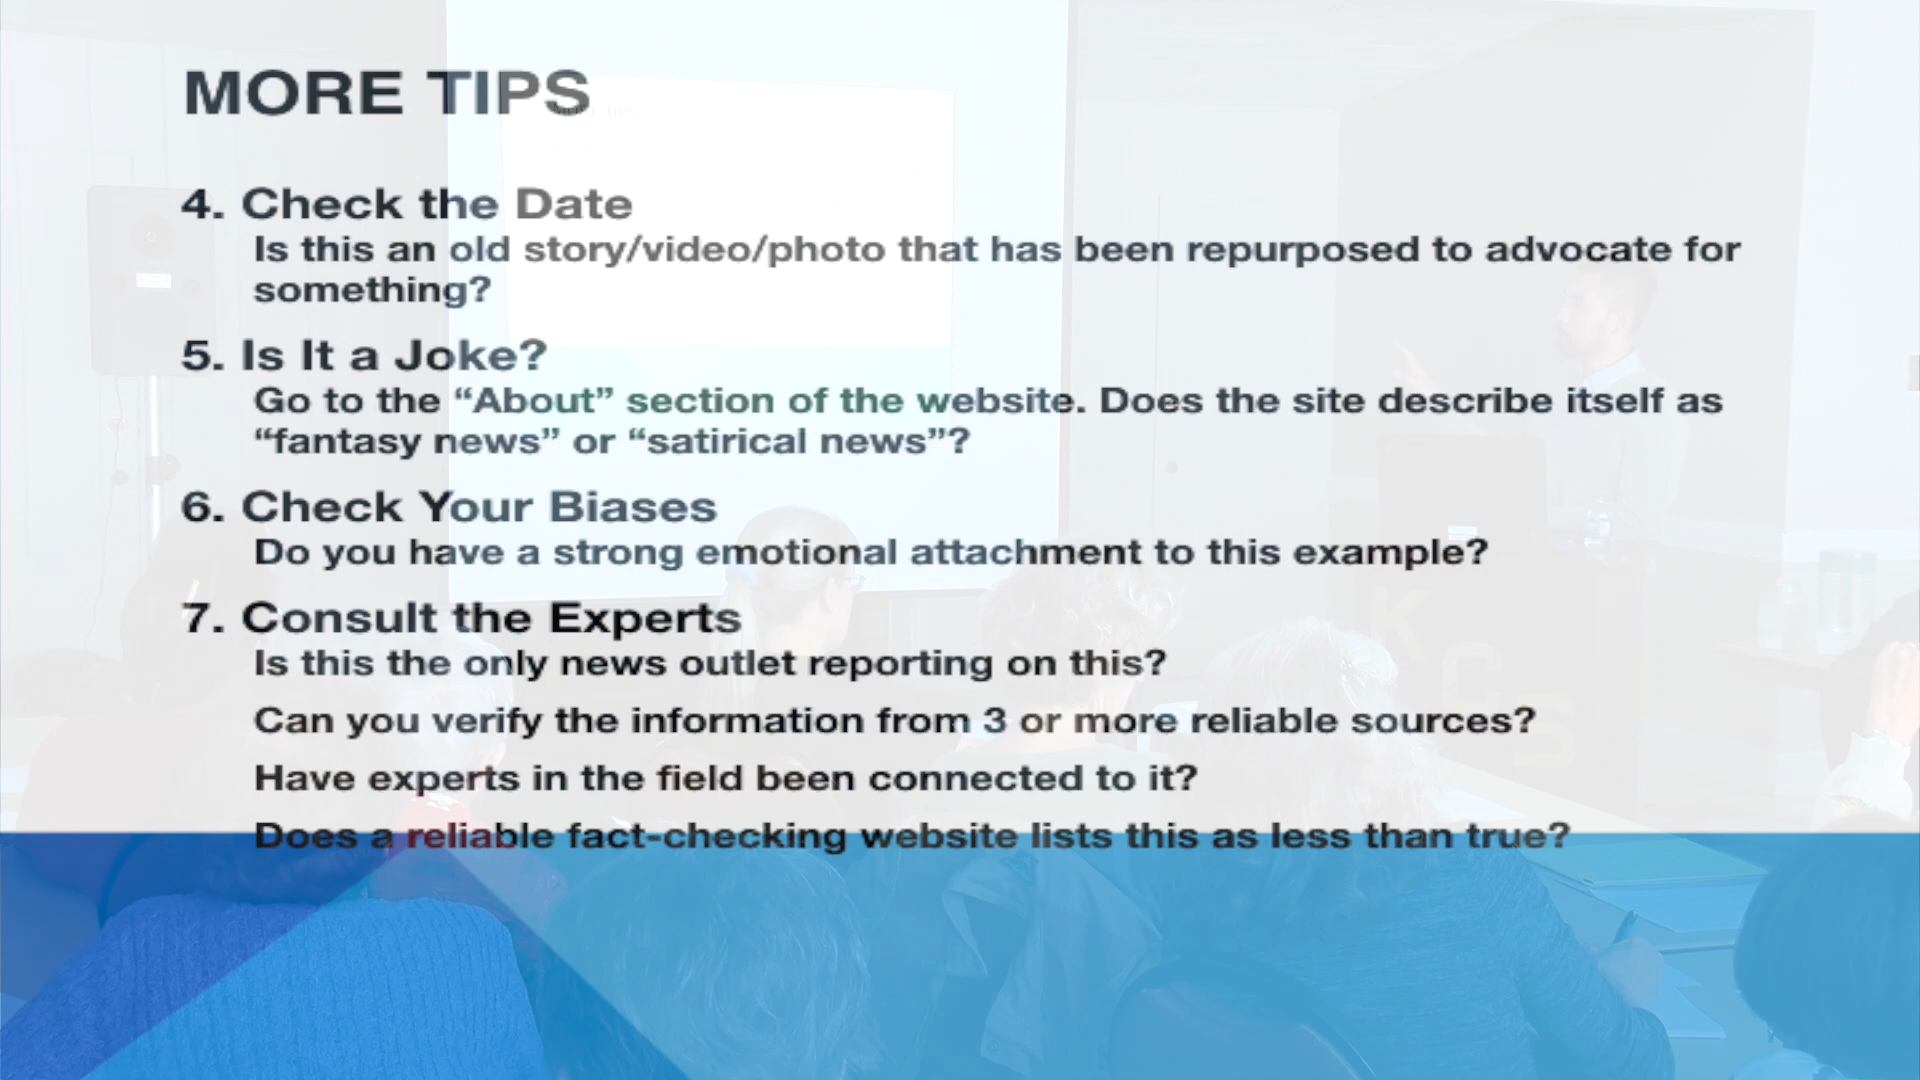 MORE TIPS
4. Check the Date
Is this an old story/video/photo that has been repurposed to advocate for
something?
5. Is It a Joke?
Go to the “About” section of the website. Does the site describe itself as
“fantasy news” or “satirical news”?
6. Check Your Biases
Do you have a strong emotional attachment to this example?
7. Consult the Experts
Is this the only news outlet reporting on this?
Can you verify the information from 3 or more reliable sources?
Have experts in the field been connected to it?
Does a reliable fact-checking website lists this as less than true?
K
C
S